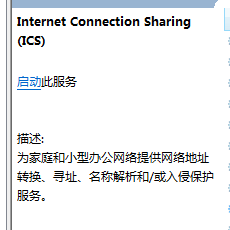 Internet Connection Sharing
(ICS)
启动此服务
描述:
为家庭和小型办公网络提供网络地址
转换、寻址、名称解析和/或入侵保护
服务。